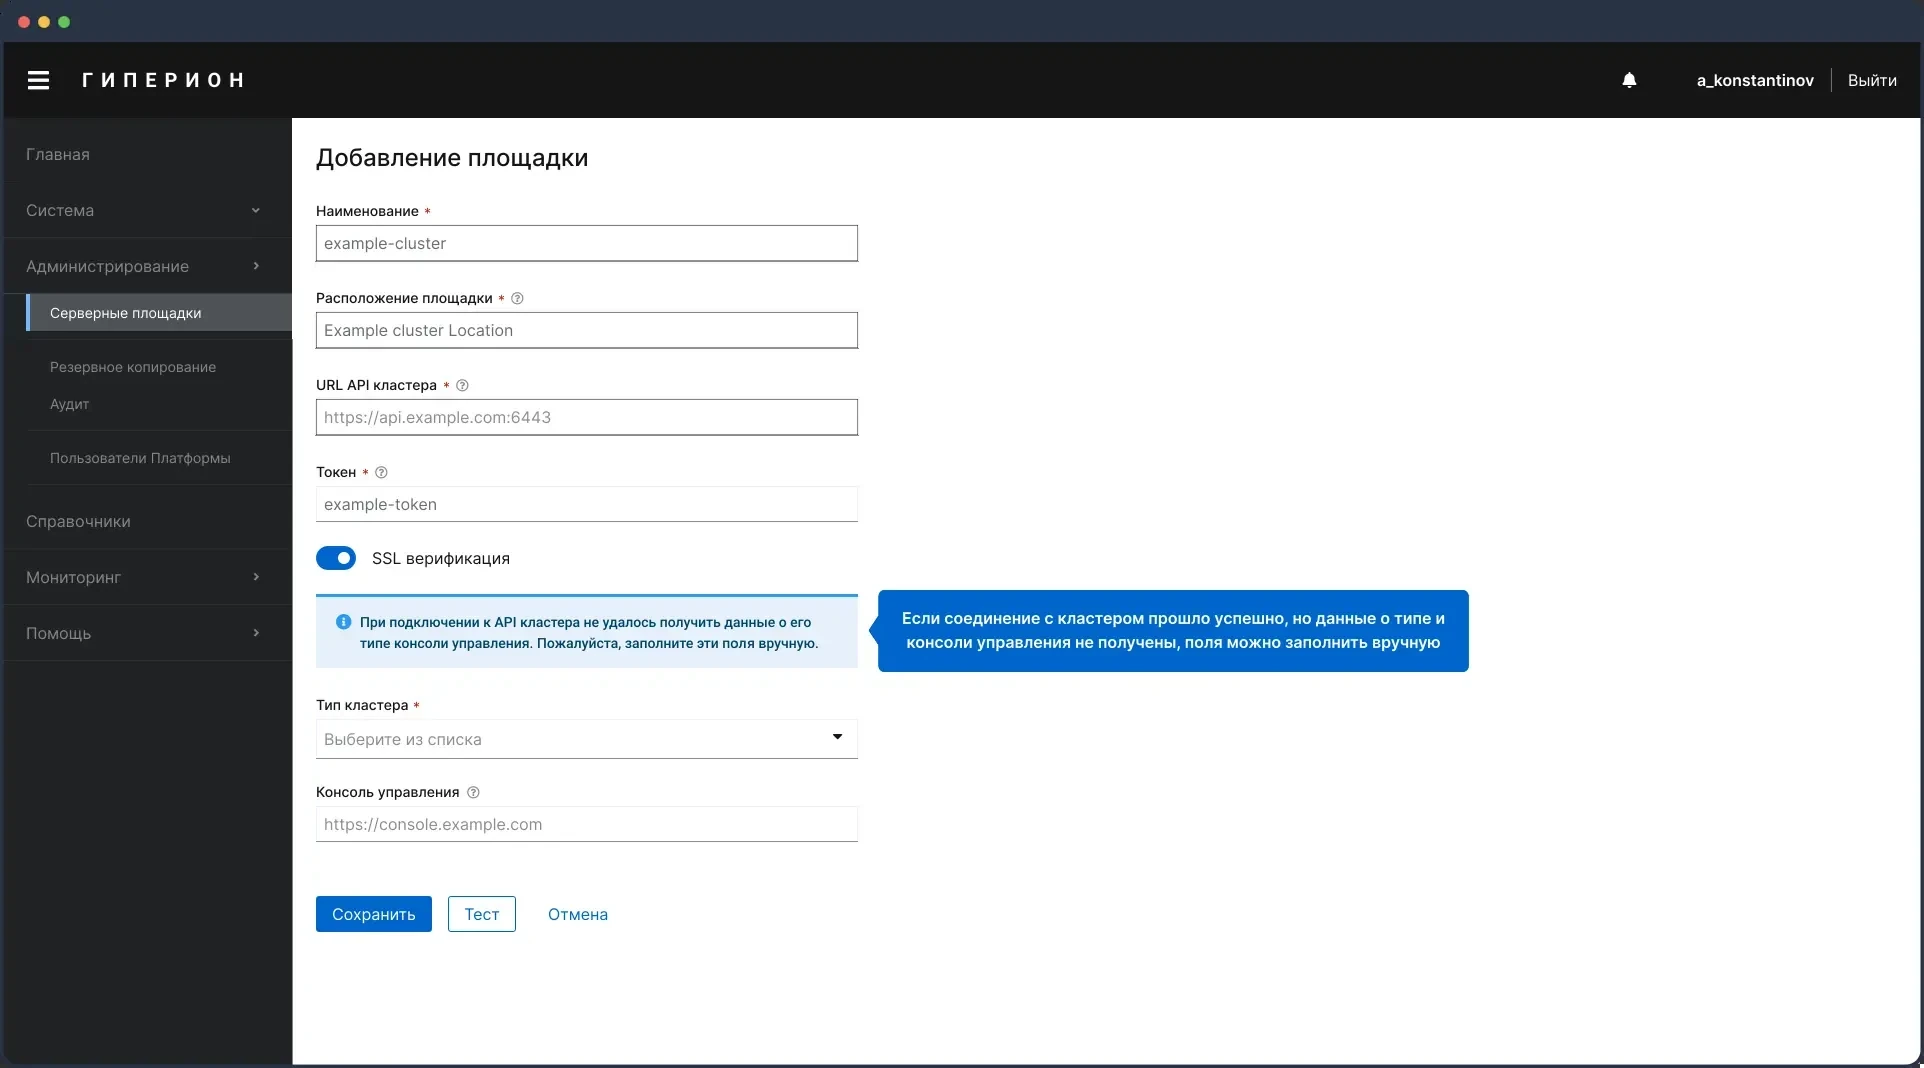 ГИПЕРИОН
a_konstantinov
Выйти
Главная
Система
Администрирование
Серверные площадки
Резервное копирование
Аудит
Пользователи Платформы
Справочники
Мониторинг
Помощь
Добавление площадки
Наименование *
example-cluster
Расположение площадки *
Example cluster Location
URL API кластера *
https://api.example.com:6443
Токен *
example-token
SSL верификация
При подключении к API кластера не удалось получить данные о его
типе консоли управления. Пожалуйста, заполните эти поля вручную.
Если соединение с кластером прошло успешно, но данные о типе и
консоли управления не получены, поля можно заполнить вручную
Тип кластера *
Выберите из списка
Консоль управления
https://console.example.com
Сохранить
Тест
Отмена